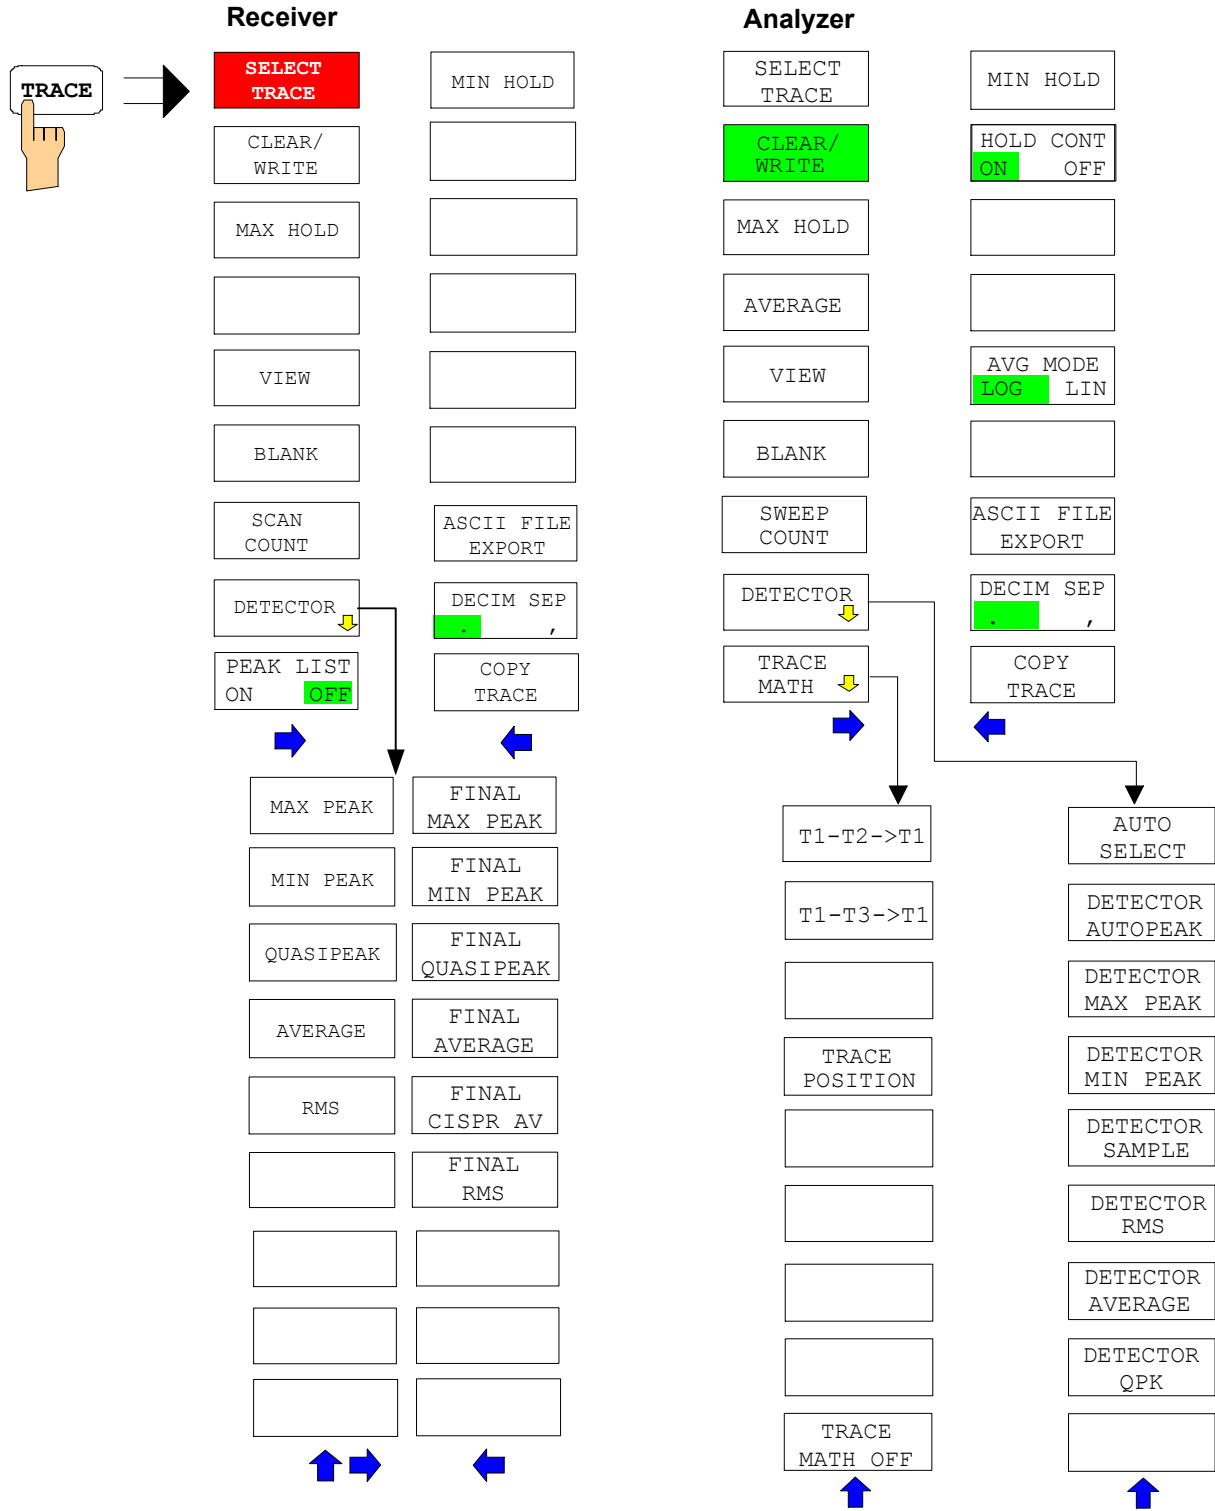 Receiver
Analyzer
TRACE
SELECT
TRACE
CLEAR/
WRITE
MAX HOLD
VIEW
BLANK
SCAN
COUNT
DETECTOR
PEAK LIST
ON OFF
MIN HOLD
ASCII FILE
EXPORT
DECIM SEP
. ,
COPY
TRACE
MAX PEAK
MIN PEAK
QUASIPEAK
AVERAGE
RMS
FINAL
MAX PEAK
FINAL
MIN PEAK
FINAL
QUASIPEAK
FINAL
AVERAGE
FINAL
CISPR AV
FINAL
RMS
SELECT
TRACE
CLEAR/
WRITE
MAX HOLD
AVERAGE
VIEW
BLANK
SWEEP
COUNT
DETECTOR
TRACE
MATH
MIN HOLD
HOLD CONT
ON OFF
AVG MODE
LOG LIN
ASCII FILE
EXPORT
DECIM SEP
. ,
COPY
TRACE
T1-T2->T1
T1-T3->T1
TRACE
POSITION
TRACE
MATH OFF
AUTO
SELECT
DETECTOR
AUTOPEAK
DETECTOR
MAX PEAK
DETECTOR
MIN PEAK
DETECTOR
SAMPLE
DETECTOR
RMS
DETECTOR
AVERAGE
DETECTOR
QPK